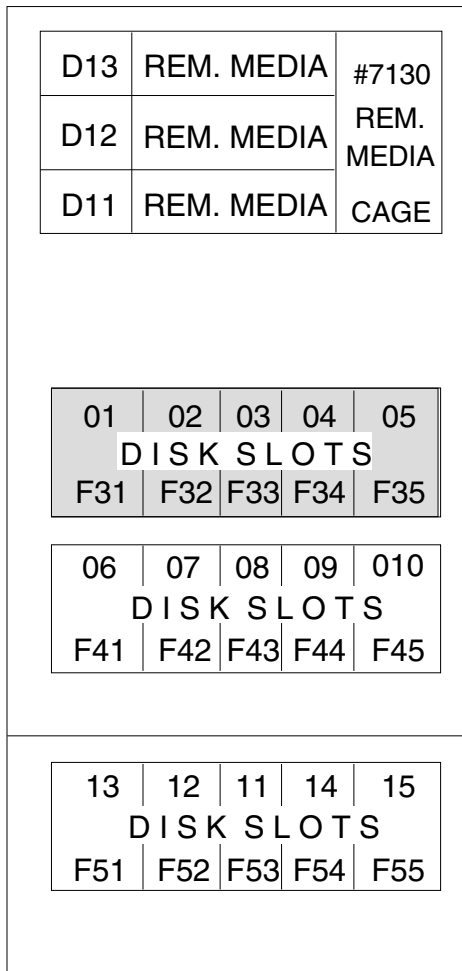 D13 REM. MEDIA #7130
REM.
D12 REM. MEDIA MEDIA
D11 REM. MEDIA CAGE
01 02 03 04 05
DISK SLOTS
F31 F32 F33 F34 F35
06 07 08 09 010
DISK SLOTS
F41 F42 F43 F44 F45
13 12 11 14 15
DISK SLOTS
F51 F52 F53 F54 F55